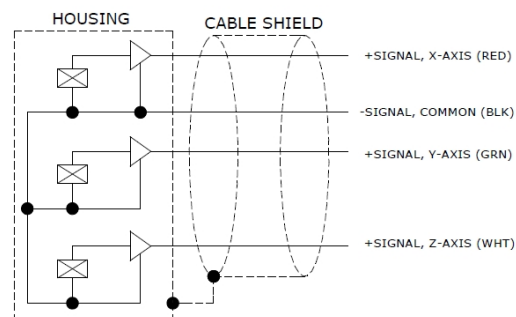 HOUSING
CABLE SHIELD
+SIGNAL, X-AXIS (RED)
-SIGNAL, COMMON (BLK)
+SIGNAL, Y-AXIS (GRN)
+SIGNAL, Z-AXIS (WHT)